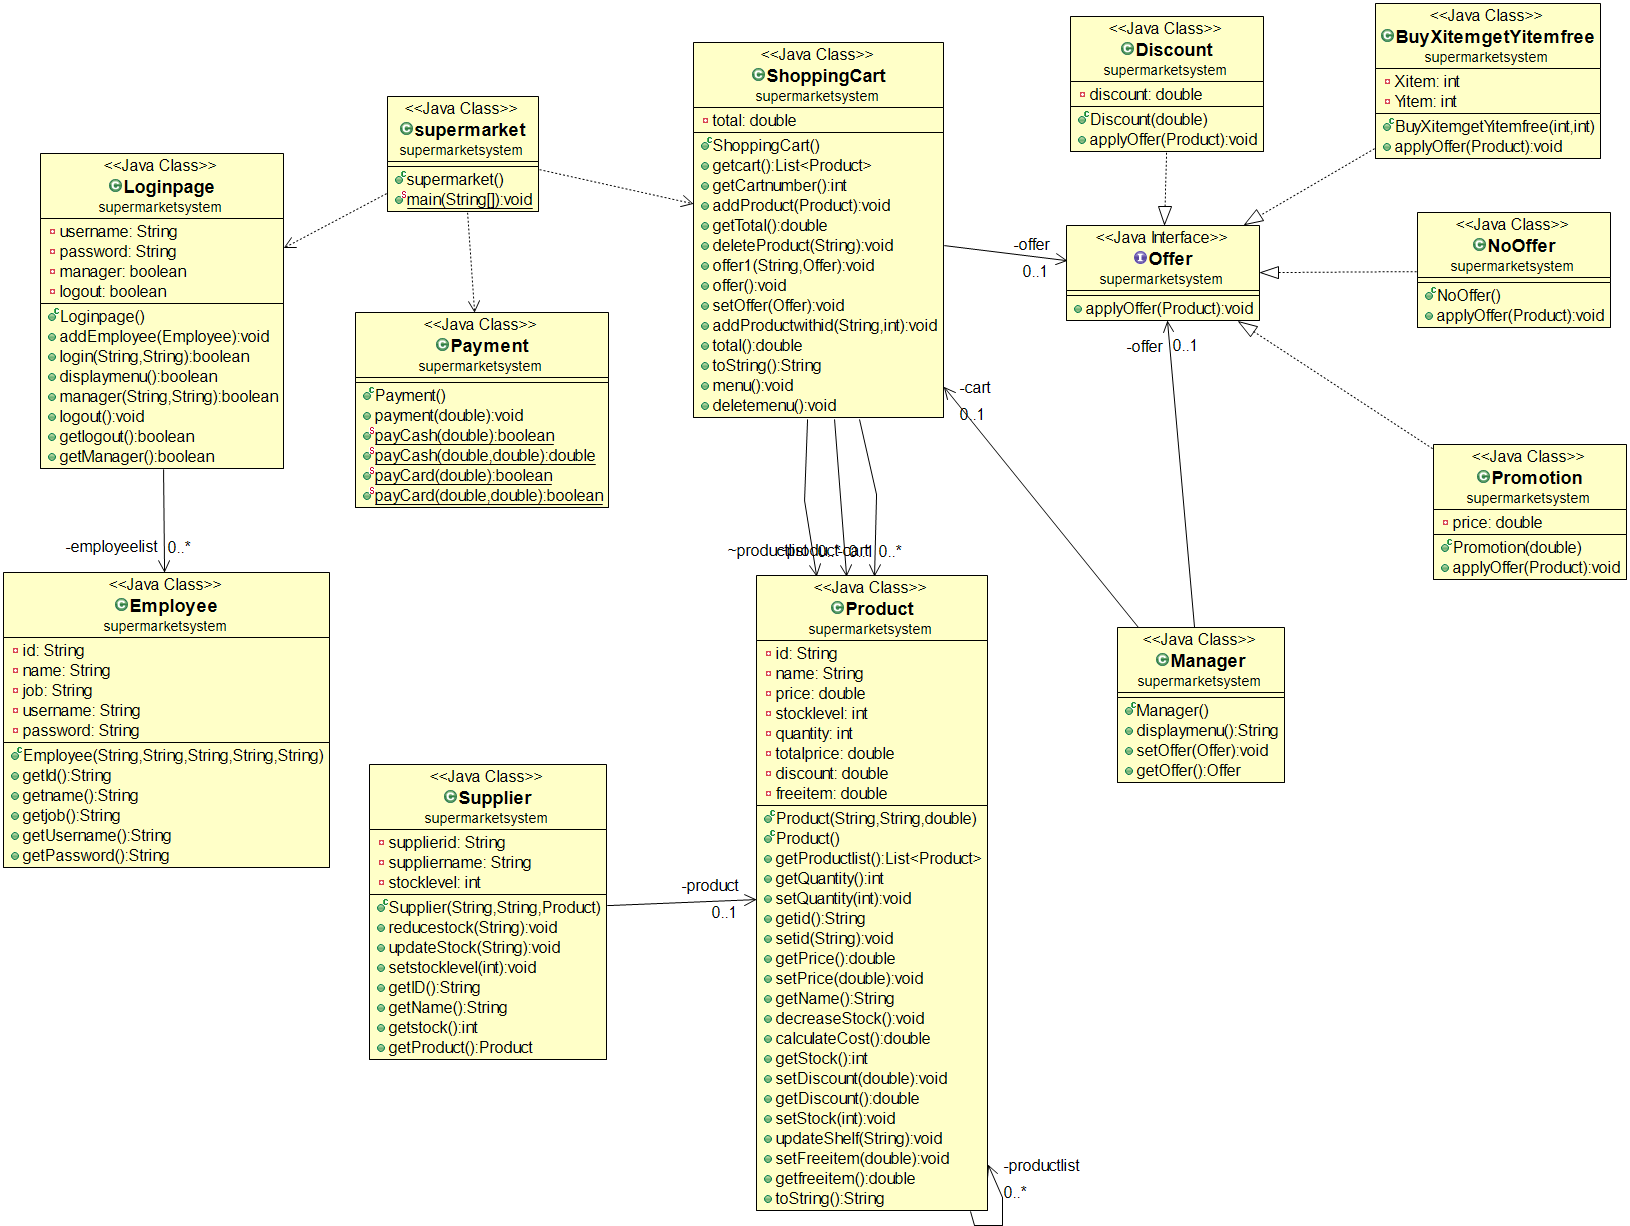 <<Java Class>>
Loginpage
supermarketsystem
username: String
password: String
manager: boolean
logout: boolean
Loginpage()
addEmployee(Employee):void
login(String,String):boolean
displaymenu():boolean
manager(String,String):boolean
logout():void
getlogout():boolean
getManager():boolean
-employeelist
0..*
<<Java Class>>
Employee
supermarketsystem
id: String
name: String
job: String
username: String
password: String
Employee(String,String,String,String,String)
getId():String
getname():String
getjob():String
getUsername():String
getPassword():String
<<Java Class>>
supermarket
supermarketsystem
supermarket()
main(String[]):void
<<Java Class>>
Payment
supermarketsystem
Payment()
payment(double):void
payCash(double):boolean
payCash(double,double):double
payCard(double):boolean
payCard(double,double):boolean
<<Java Class>>
Supplier
supermarketsystem
supplierid: String
suppliername: String
stocklevel: int
Supplier(String,String,Product)
reducestock(String):void
updateStock(String):void
setstocklevel(int):void
getID():String
getName():String
getstock():int
getProduct():Product
-product
0..1
<<Java Class>>
ShoppingCart
supermarketsystem
total: double
ShoppingCart()
getcart():List<Product>
getCartnumber():int
addProduct(Product):void
getTotal():double
deleteProduct(String):void
offer1(String,Offer):void
offer():void
setOffer(Offer):void
addProductwithid(String,int):void
total():double
toString():String
menu():void
deletemenu():void
~productlist
0..*
~product
0..1
-cart
0..*
<<Java Class>>
Product
supermarketsystem
id: String
name: String
price: double
stocklevel: int
quantity: int
totalprice: double
discount: double
freeitem: double
Product(String,String,double)
Product()
getProductlist():List<Product>
getQuantity():int
setQuantity(int):void
getid():String
setid(String):void
getPrice():double
setPrice(double):void
getName():String
decreaseStock():void
calculateCost():double
getStock():int
setDiscount(double):void
getDiscount():double
setStock(int):void
updateShelf(String):void
setFreeitem(double):void
getfreeitem():double
toString():String
-productlist
0..*
<<Java Class>>
Discount
supermarketsystem
discount: double
Discount(double)
applyOffer(Product):void
<<Java Class>>
BuyXitemgetYitemfree
supermarketsystem
Xitem: int
Yitem: int
BuyXitemgetYitemfree(int,int)
applyOffer(Product):void
-offer
0..1
<<Java Interface>>
Offer
supermarketsystem
applyOffer(Product):void
<<Java Class>>
NoOffer
supermarketsystem
NoOffer()
applyOffer(Product):void
-offer
0..1
-cart
0..1
<<Java Class>>
Promotion
supermarketsystem
price: double
Promotion(double)
applyOffer(Product):void
<<Java Class>>
Manager
supermarketsystem
Manager()
displaymenu():String
setOffer(Offer):void
getOffer():Offer